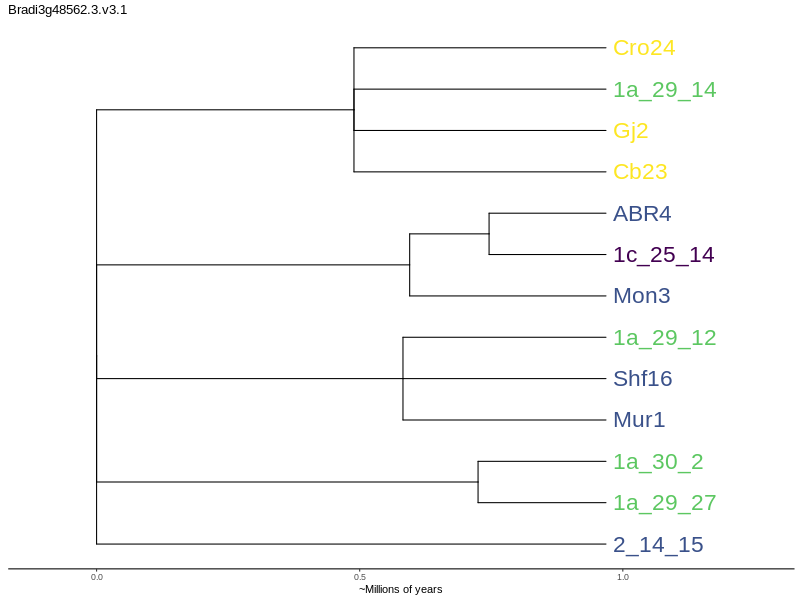 Bradi3g48562.3.v3.1
Cro24
1a_29_14
Gj2
Cb23
ABR4
1c_25_14
Mon3
1a_29_12
Shf16
Mur1
1a_30_2
1a_29_27
2_14_15
0.0 0.5 1.0
~Millions of years